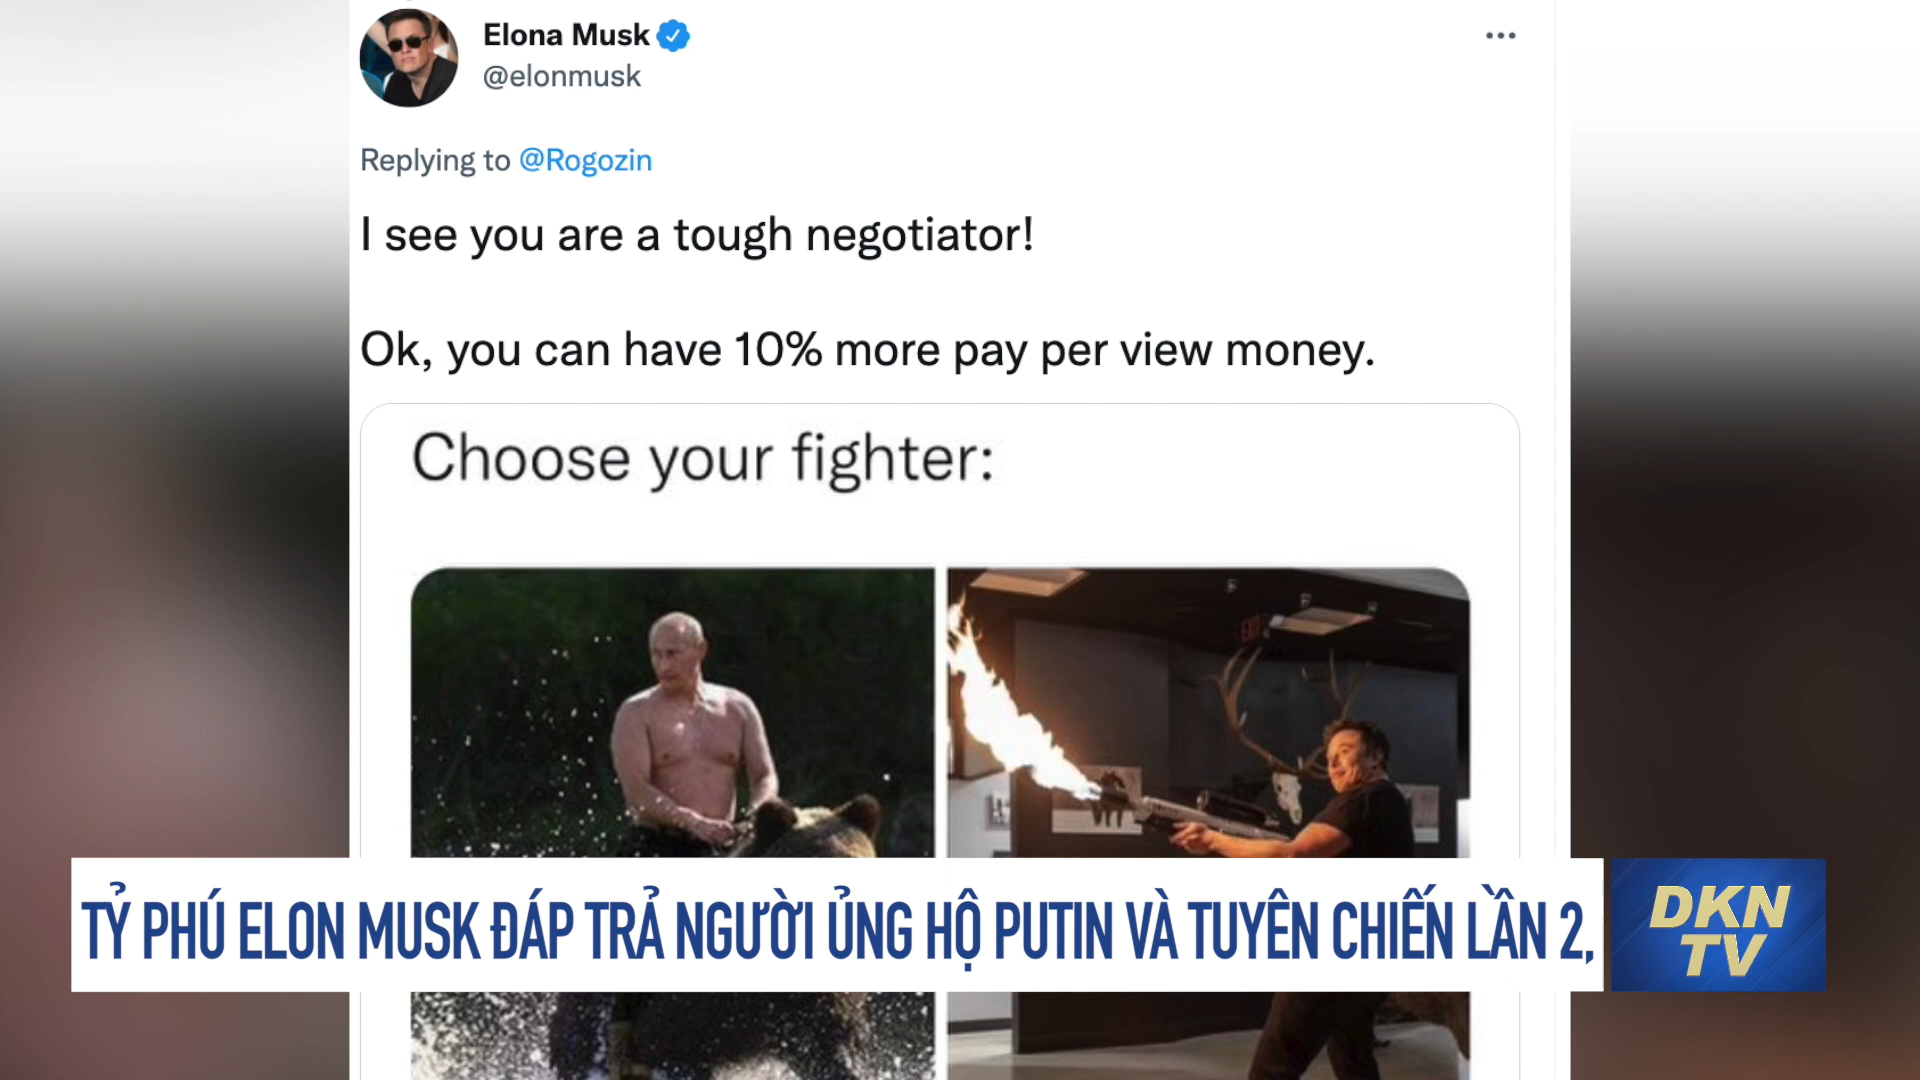 Elona Musk
@elonmusk
Replying to @Rogozin
I see you are a tough negotiator!
Ok, you can have 10% more pay per view money.
Choose your fighter:
EXIT
TỶ PHÚ ELON MUSK ĐÁP TRẢ NGƯỜI ỦNG HỘ PUTIN VÀ TUYÊN CHIẾN LẦN 2,
DKN
TV